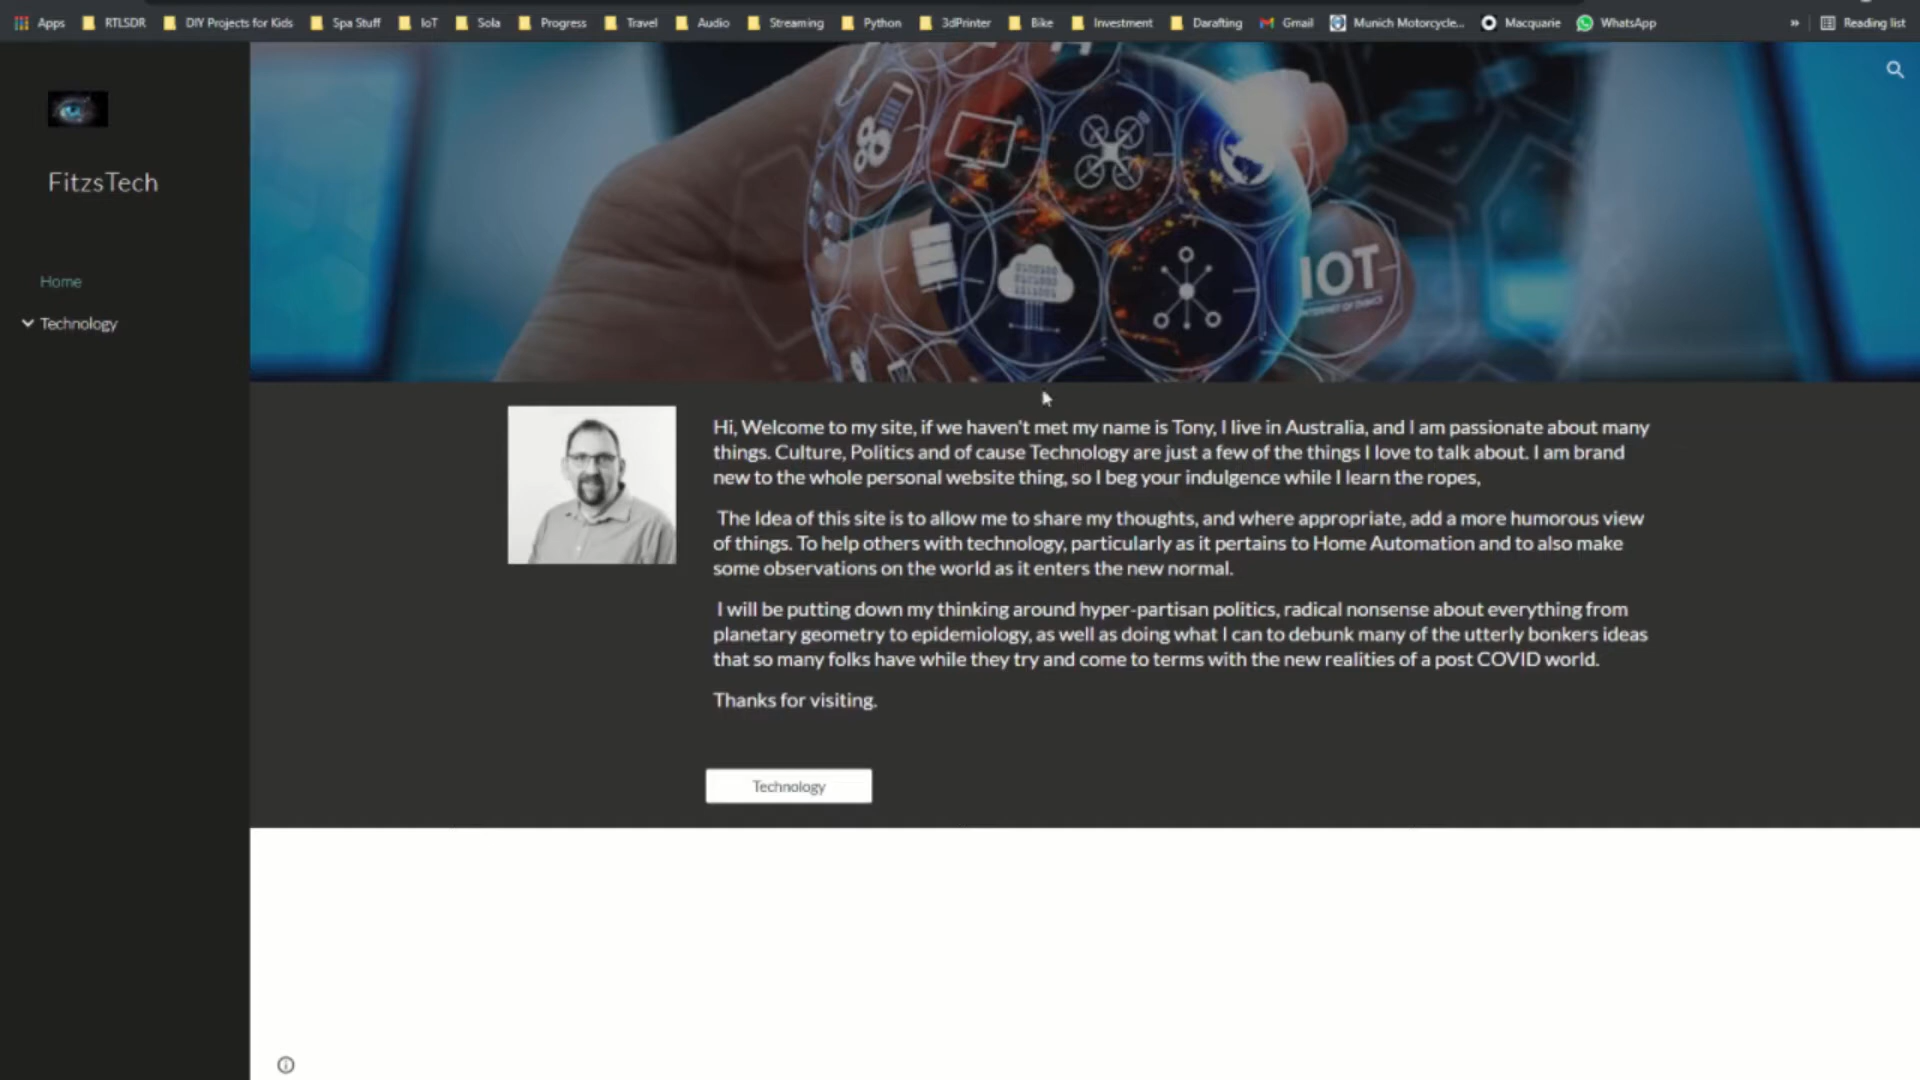 Apps RTLSDR DIY Projects for Kids Spa Stuff IoT Sola Progress Travel Audio Streaming Python 3dPrinter Bike Investment Darafting Gmail Munich Motorcycle... Macquarie WhatsApp » Reading list
FitzsTech
Home
Technology
IOT
INTERNET OF THINGS
Hi, Welcome to my site, if we haven't met my name is Tony, I live in Australia, and I am passionate about many
things. Culture, Politics and of cause Technology are just a few of the things I love to talk about. I am brand
new to the whole personal website thing, so I beg your indulgence while I learn the ropes,
The Idea of this site is to allow me to share my thoughts, and where appropriate, add a more humorous view
of things. To help others with technology, particularly as it pertains to Home Automation and to also make
some observations on the world as it enters the new normal.
I will be putting down my thinking around hyper-partisan politics, radical nonsense about everything from
planetary geometry to epidemiology, as well as doing what I can to debunk many of the utterly bonkers ideas
that so many folks have while they try and come to terms with the new realities of a post COVID world.
Thanks for visiting.
Technology